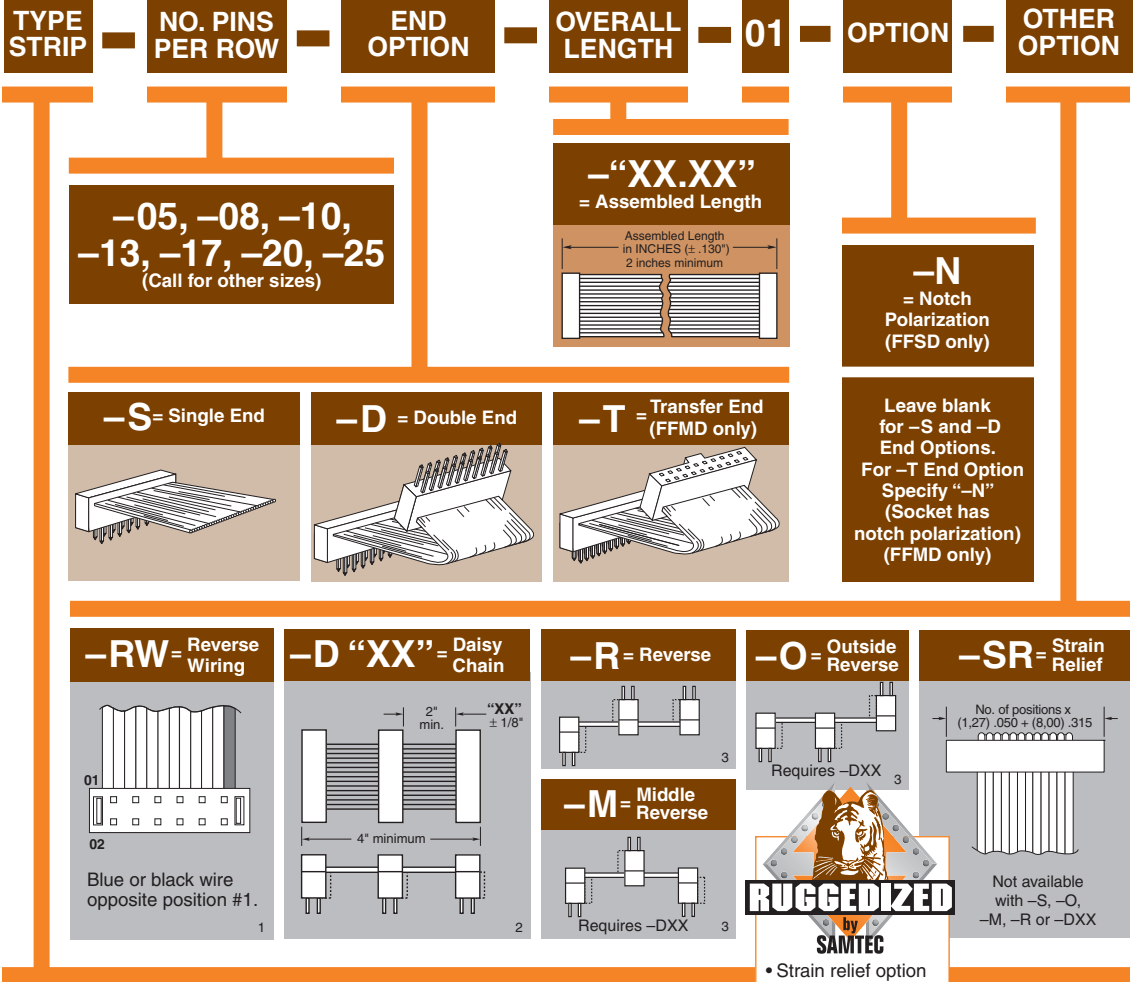 TYPE STRIP – NO. PINS PER ROW – END OPTION – OVERALL LENGTH – 01 – OPTION – OTHER OPTION
–05, –08, –10,
–13, –17, –20, –25
(Call for other sizes)
–“XX.XX”
= Assembled Length
Assembled Length
in INCHES (± .130")
2 inches minimum
–N
= Notch
Polarization
(FFSD only)
Leave blank
for –S and –D
End Options.
For –T End Option
Specify “–N”
(Socket has
notch polarization)
(FFMD only)
–S = Single End
–D = Double End
–T = Transfer End
(FFMD only)
–RW = Reverse
Wiring
01
02
Blue or black wire
opposite position #1.
1
–D “XX” = Daisy
Chain
2"
min.
“XX”
± 1/8"
4" minimum
2
–R = Reverse
3
–M = Middle
Reverse
Requires –DXX
3
–O = Outside
Reverse
Requires –DXX
3
–SR = Strain
Relief
No. of positions x
(1,27) .050 + (8,00) .315
Not available
with –S, –O,
–M, –R or –DXX
RUGGEDIZED
by
SAMTEC
• Strain relief option